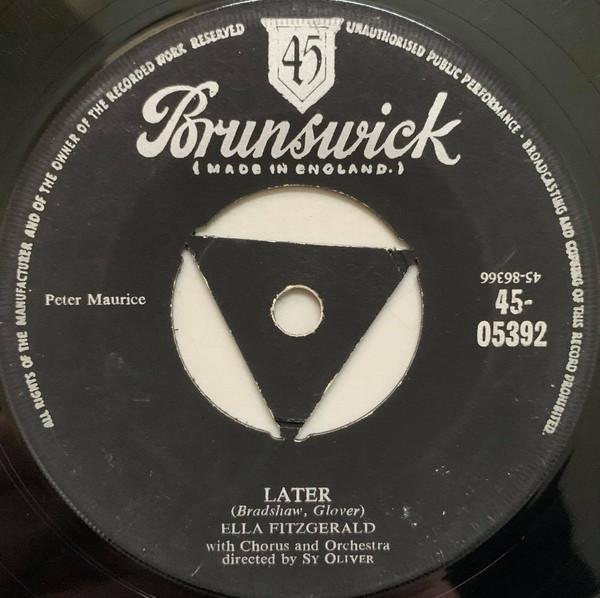 ALL RIGHTS OF THE MANUFACTURER AND OF THE OWNER OF THE RECORDED WORK RESERVED
UNAUTHORISED PUBLIC PERFORMANCE · BROADCASTING AND COPYING OF THIS RECORD PROHIBITED.
45
Brunswick
(MADE IN ENGLAND.)
Peter Maurice
45-86366
45-
05392
LATER
(Bradshaw, Glover)
ELLA FITZGERALD
with Chorus and Orchestra
directed by SY OLIVER